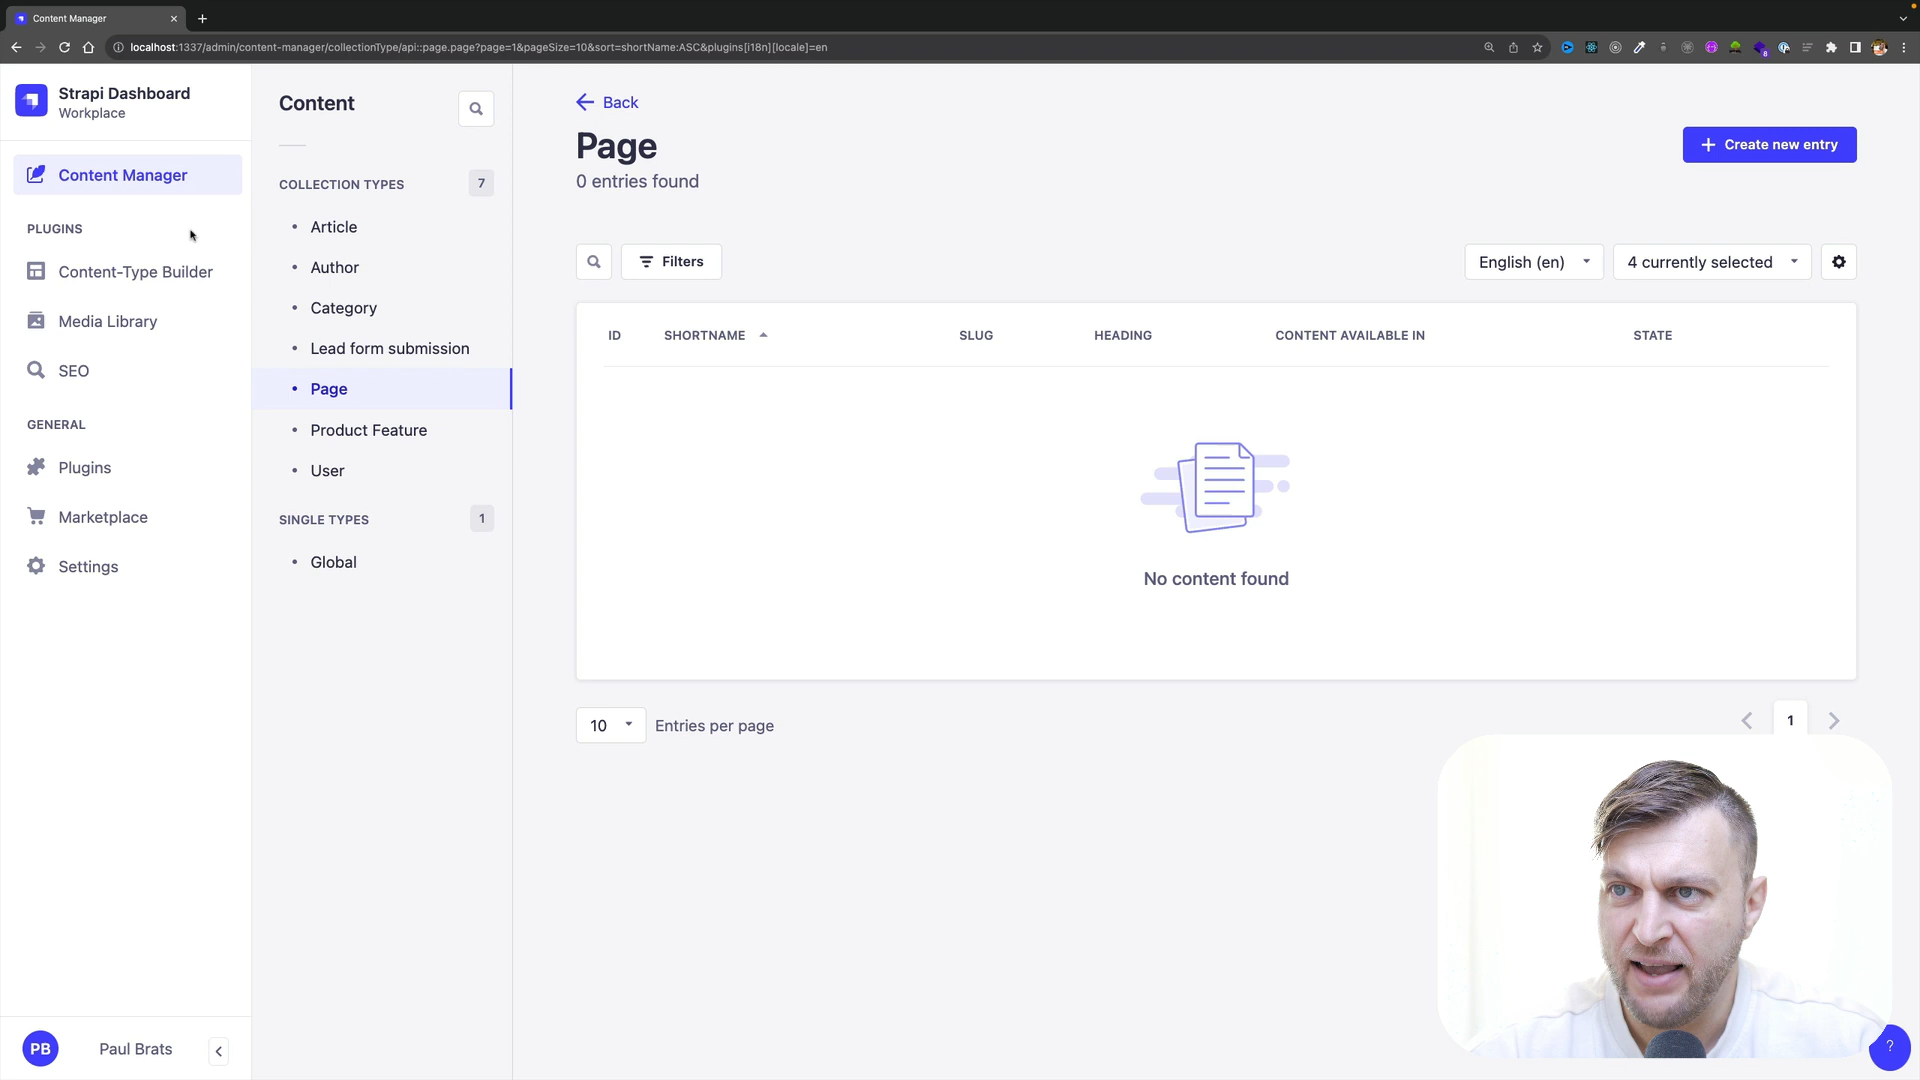 Content Manager
localhost:1337/admin/content-manager/collectionType/api::page.page?page=1&pageSize=10&sort=shortName:ASC&plugins[i18n][locale]=en
8
Strapi Dashboard
Workplace
Content Manager
PLUGINS
Content-Type Builder
Media Library
SEO
GENERAL
Plugins
Marketplace
Settings
PB
Paul Brats
Content
COLLECTION TYPES
7
Article
Author
Category
Lead form submission
Page
Product Feature
User
SINGLE TYPES
1
Global
Back
Page
0 entries found
Create new entry
Filters
English (en)
4 currently selected
ID
SHORTNAME
SLUG
HEADING
CONTENT AVAILABLE IN
STATE
No content found
10
Entries per page
1
?